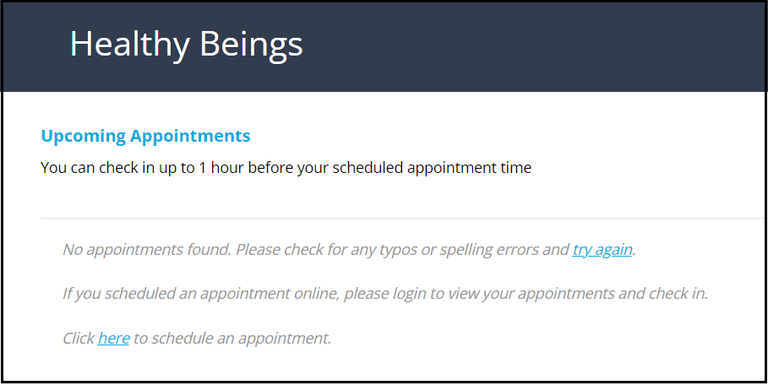 Healthy Beings
Upcoming Appointments
You can check in up to 1 hour before your scheduled appointment time
No appointments found. Please check for any typos or spelling errors and try again.
If you scheduled an appointment online, please login to view your appointments and check in.
Click here to schedule an appointment.